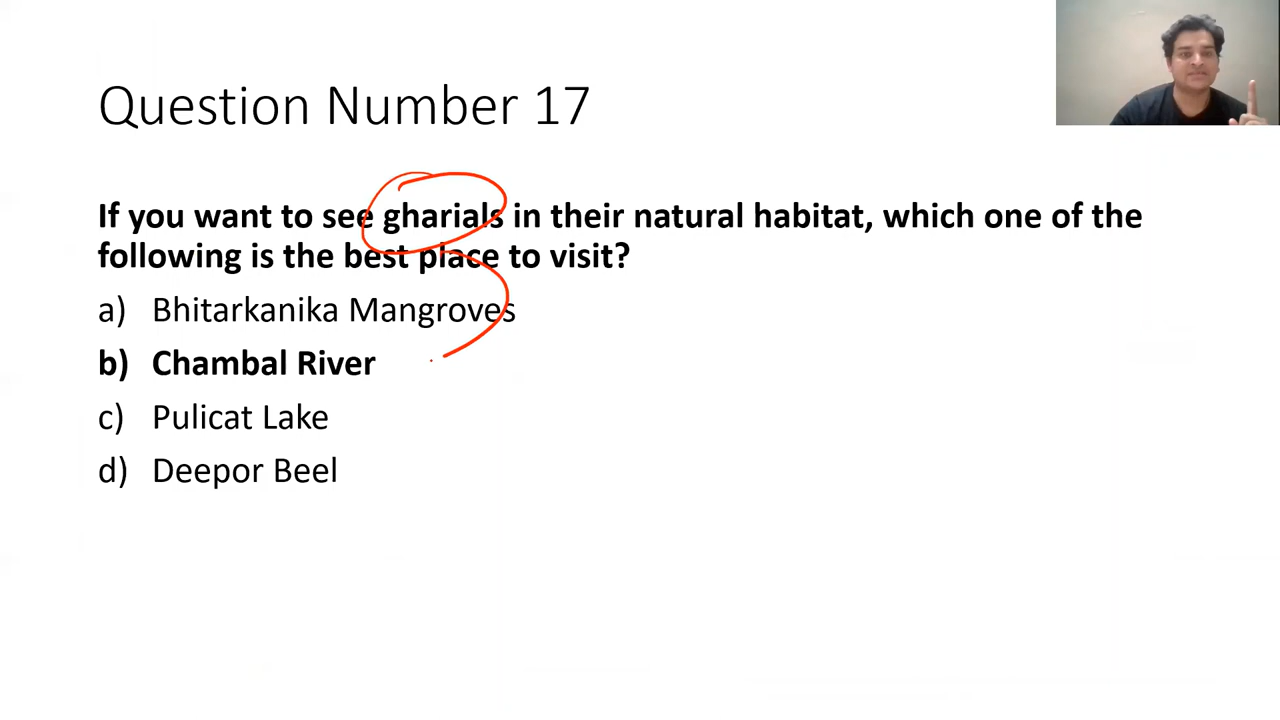 Question Number 17
If you want to see gharials in their natural habitat, which one of the
following is the best place to visit?
a) Bhitarkanika Mangroves
b) Chambal River
c) Pulicat Lake
d) Deepor Beel